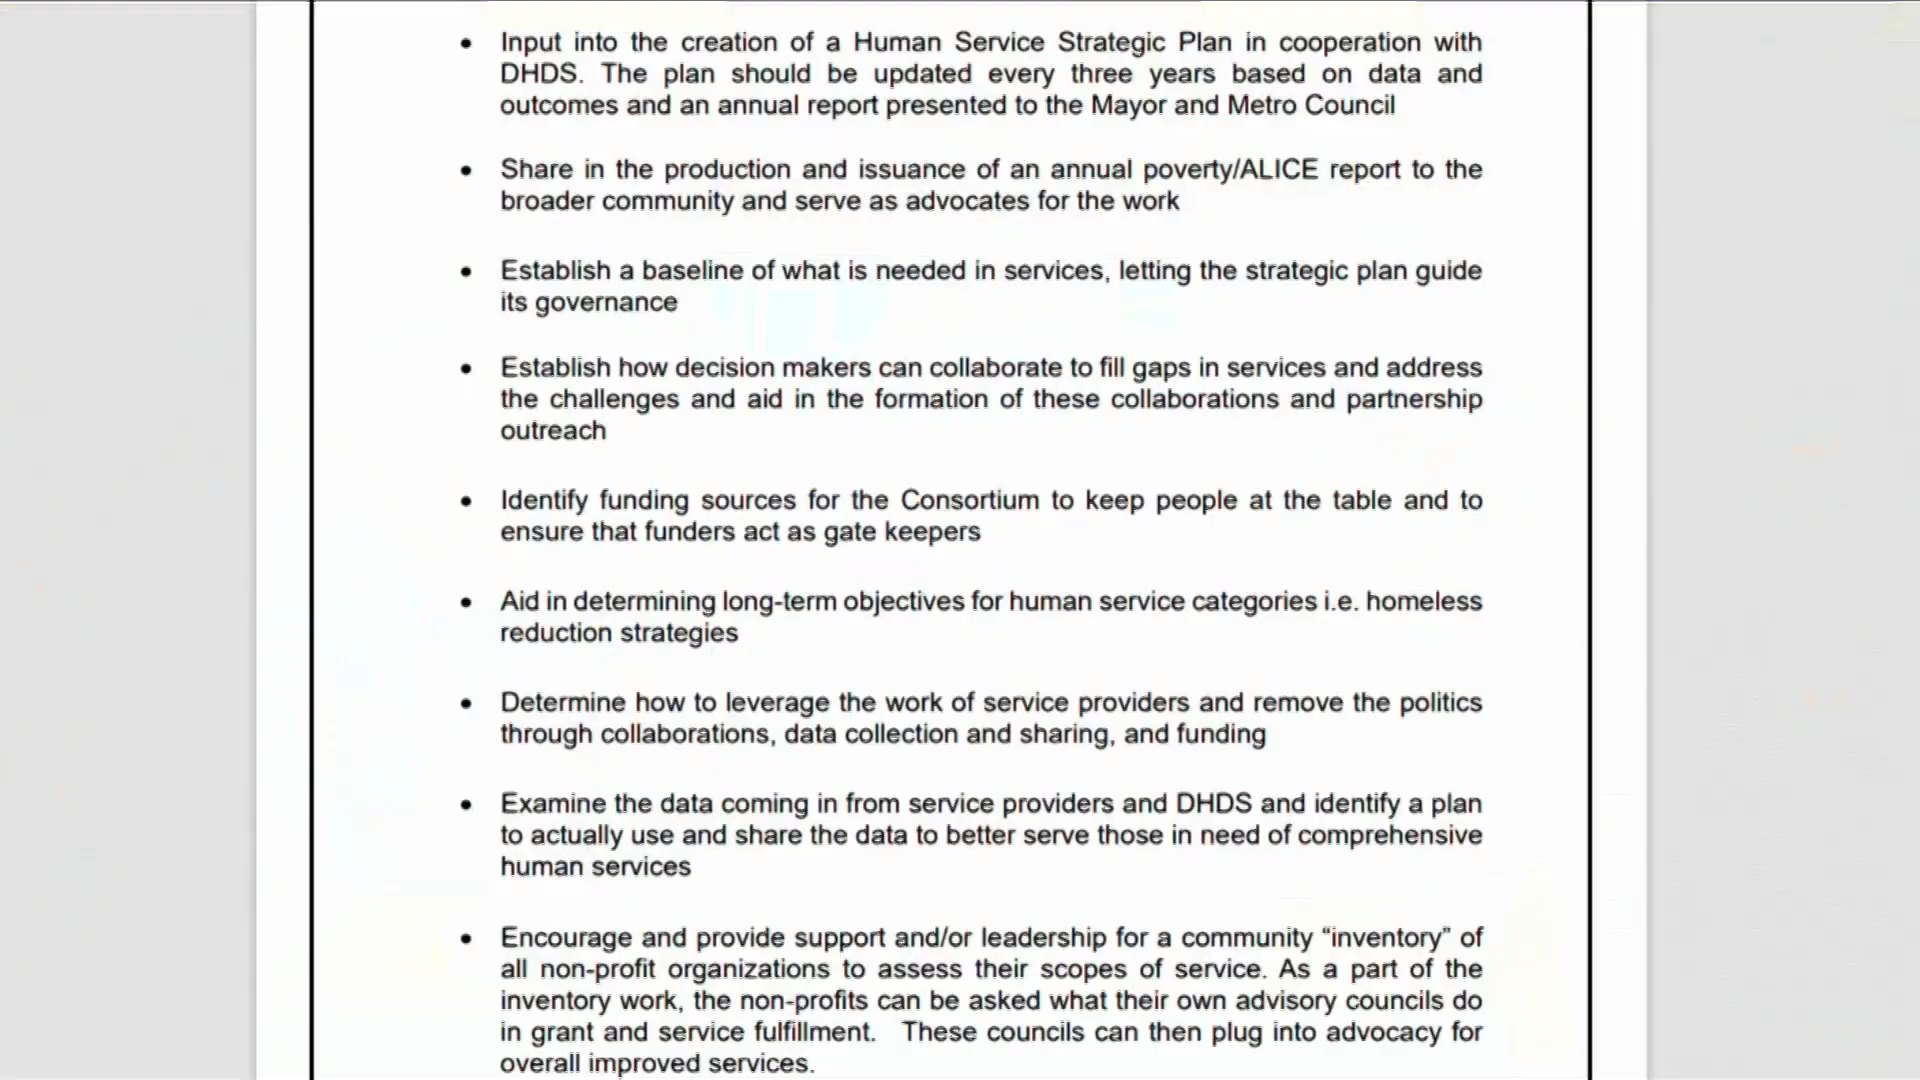 • Input into the creation of a Human Service Strategic Plan in cooperation with
DHDS. The plan should be updated every three years based on data and
outcomes and an annual report presented to the Mayor and Metro Council
• Share in the production and issuance of an annual poverty/ALICE report to the
broader community and serve as advocates for the work
• Establish a baseline of what is needed in services, letting the strategic plan guide
its governance
• Establish how decision makers can collaborate to fill gaps in services and address
the challenges and aid in the formation of these collaborations and partnership
outreach
• Identify funding sources for the Consortium to keep people at the table and to
ensure that funders act as gate keepers
• Aid in determining long-term objectives for human service categories i.e. homeless
reduction strategies
• Determine how to leverage the work of service providers and remove the politics
through collaborations, data collection and sharing, and funding
• Examine the data coming in from service providers and DHDS and identify a plan
to actually use and share the data to better serve those in need of comprehensive
human services
• Encourage and provide support and/or leadership for a community “inventory” of
all non-profit organizations to assess their scopes of service. As a part of the
inventory work, the non-profits can be asked what their own advisory councils do
in grant and service fulfillment. These councils can then plug into advocacy for
overall improved services.